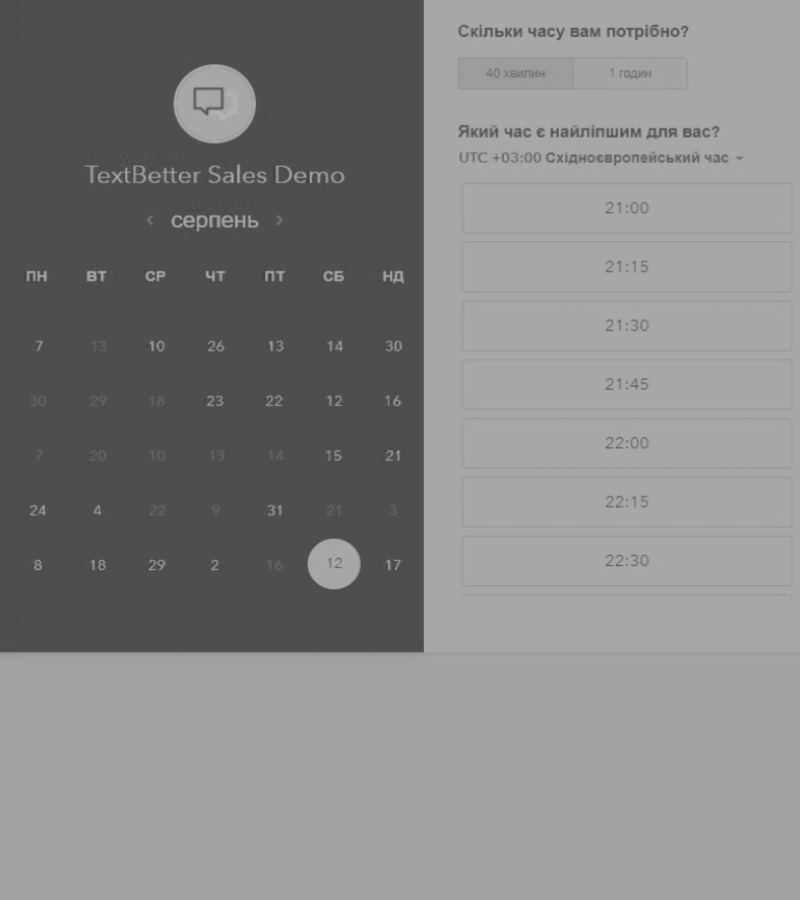 TextBetter Sales Demo
серпень
ПН ВТ СР ЧТ ПТ СБ НД
7 13 10 26 13 14 30
30 29 18 23 22 12 16
7 20 10 13 14 15 21
24 4 22 9 31 21 3
8 18 29 2 16 12 17
Скільки часу вам потрібно?
40 хвилин 1 годин
Який час є найліпшим для вас?
UTC +03:00 Східноєвропейський час
21:00
21:15
21:30
21:45
22:00
22:15
22:30